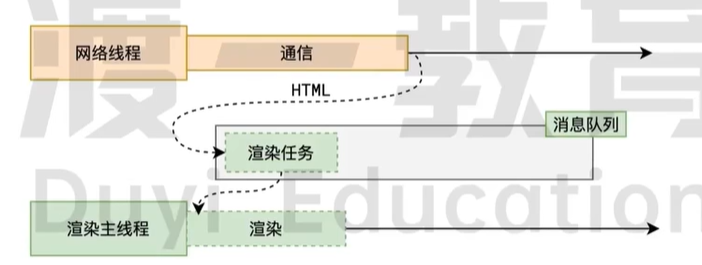 渡一教育
网络线程
通信
HTML
消息队列
渲染任务
Duyi Education
渲染主线程
渲染